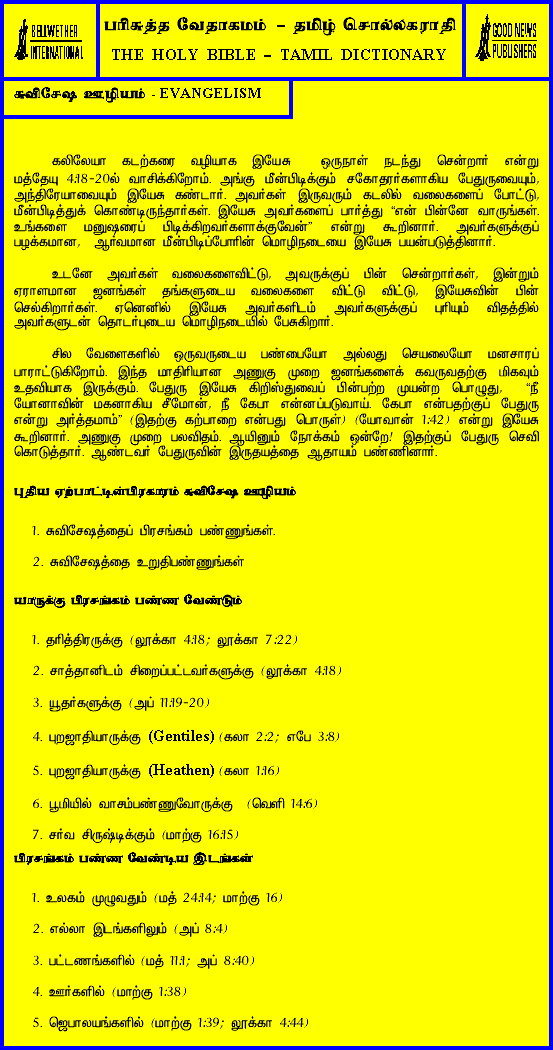 BELLWETHER
INTERNATIONAL
பரிசுத்த வேதாகமம் – தமிழ் சொல்லகராதி
THE HOLY BIBLE – TAMIL DICTIONARY
GOOD NEWS
PUBLISHERS
சுவிசேஷ ஊழியம் - EVANGELISM
கலிலேயா கடற்கரை வழியாக இயேசு ஒருநாள் நடந்து சென்றார் என்று
மத்தேயு 4:18-20ல் வாசிக்கிறோம். அங்கு மீன்பிடிக்கும் சகோதரர்களாகிய பேதுருவையும்,
அந்திரேயாவையும் இயேசு கண்டார். அவர்கள் இருவரும் கடலில் வலைகளைப் போட்டு,
மீன்பிடித்துக் கொண்டிருந்தார்கள். இயேசு அவர்களைப் பார்த்து “என் பின்னே வாருங்கள்.
உங்களை மனுஷரைப் பிடிக்கிறவர்களாக்குவேன்” என்று கூறினார். அவர்களுக்குப்
பழக்கமான, ஆர்வமான மீன்பிடிப்போரின் மொழிநடையை இயேசு பயன்படுத்தினார்.
உடனே அவர்கள் வலைகளைவிட்டு, அவருக்குப் பின் சென்றார்கள், இன்றும்
ஏராளமான ஜனங்கள் தங்களுடைய வலைகளை விட்டு விட்டு, இயேசுவின் பின்
செல்கிறார்கள். ஏனெனில் இயேசு அவர்களிடம் அவர்களுக்குப் புரியும் விதத்தில்
அவர்களுடன் தொடர்புடைய மொழிநடையில் பேசுகிறார்.
சில வேளைகளில் ஒருவருடைய பண்பையோ அல்லது செயலையோ மனசாரப்
பாராட்டுகிறோம். இந்த மாதிரியான அணுகு முறை ஜனங்களைக் கவருவதற்கு மிகவும்
உதவியாக இருக்கும். பேதுரு இயேசு கிறிஸ்துவைப் பின்பற்ற முயன்ற பொழுது, “நீ
யோனாவின் மகனாகிய சீமோன், நீ கேபா என்னப்படுவாய். கேபா என்பதற்குப் பேதுரு
என்று அர்த்தமாம்” (இதற்கு கற்பாறை என்பது பொருள்) (யோவான் 1:42) என்று இயேசு
கூறினார். அணுகு முறை பலவிதம். ஆயினும் நோக்கம் ஒன்றே! இதற்குப் பேதுரு செவி
கொடுத்தார். ஆண்டவர் பேதுருவின் இருதயத்தை ஆதாயம் பண்ணினார்.
புதிய ஏற்பாட்டின்பிரகாரம் சுவிசேஷ ஊழியம்
1. சுவிசேஷத்தைப் பிரசங்கம் பண்ணுங்கள்.
2. சுவிசேஷத்தை உறுதிபண்ணுங்கள்
யாருக்கு பிரசங்கம் பண்ண வேண்டும்
1. தரித்திரருக்கு (லூக்கா 4:18; லூக்கா 7:22)
2. சாத்தானிடம் சிறைப்பட்டவர்களுக்கு (லூக்கா 4:18)
3. யூதர்களுக்கு (அப் 11:19-20)
4. புறஜாதியாருக்கு (Gentiles) (கலா 2:2; எபே 3:8)
5. புறஜாதியாருக்கு (Heathen) (கலா 1:16)
6. பூமியில் வாசம்பண்ணுவோருக்கு (வெளி 14:6)
7. சர்வ சிருஷ்டிக்கும் (மாற்கு 16:15)
பிரசங்கம் பண்ண வேண்டிய இடங்கள்
1. உலகம் முழுவதும் (மத் 24:14; மாற்கு 16)
2. எல்லா இடங்களிலும் (அப் 8:4)
3. பட்டணங்களில் (மத் 11:1; அப் 8:40)
4. ஊர்களில் (மாற்கு 1:38)
5. ஜெபாலயங்களில் (மாற்கு 1:39; லூக்கா 4:44)